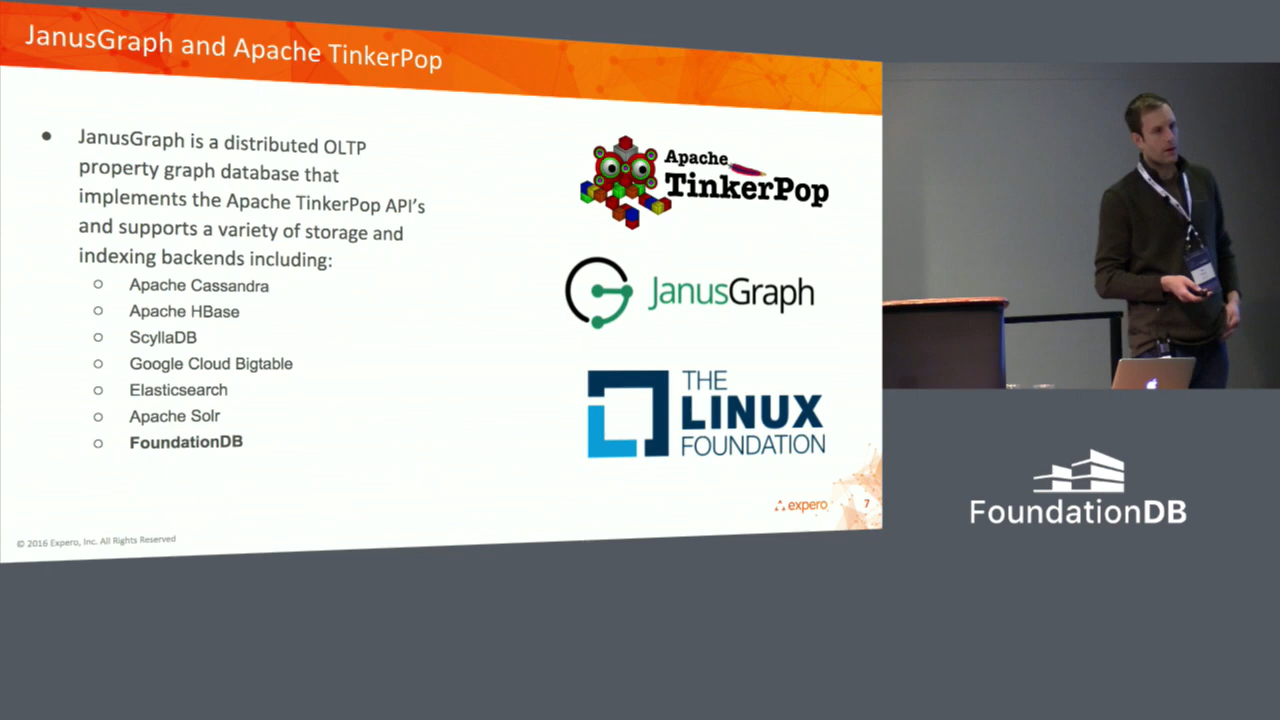 JanusGraph and Apache TinkerPop
● JanusGraph is a distributed OLTP
property graph database that
implements the Apache TinkerPop API's
and supports a variety of storage and
indexing backends including:
○ Apache Cassandra
○ Apache HBase
○ ScyllaDB
○ Google Cloud Bigtable
○ Elasticsearch
○ Apache Solr
○ FoundationDB
Apache
TinkerPop
JanusGraph
THE
LINUX
FOUNDATION
expero
7
© 2016 Expero, Inc. All Rights Reserved
FoundationDB